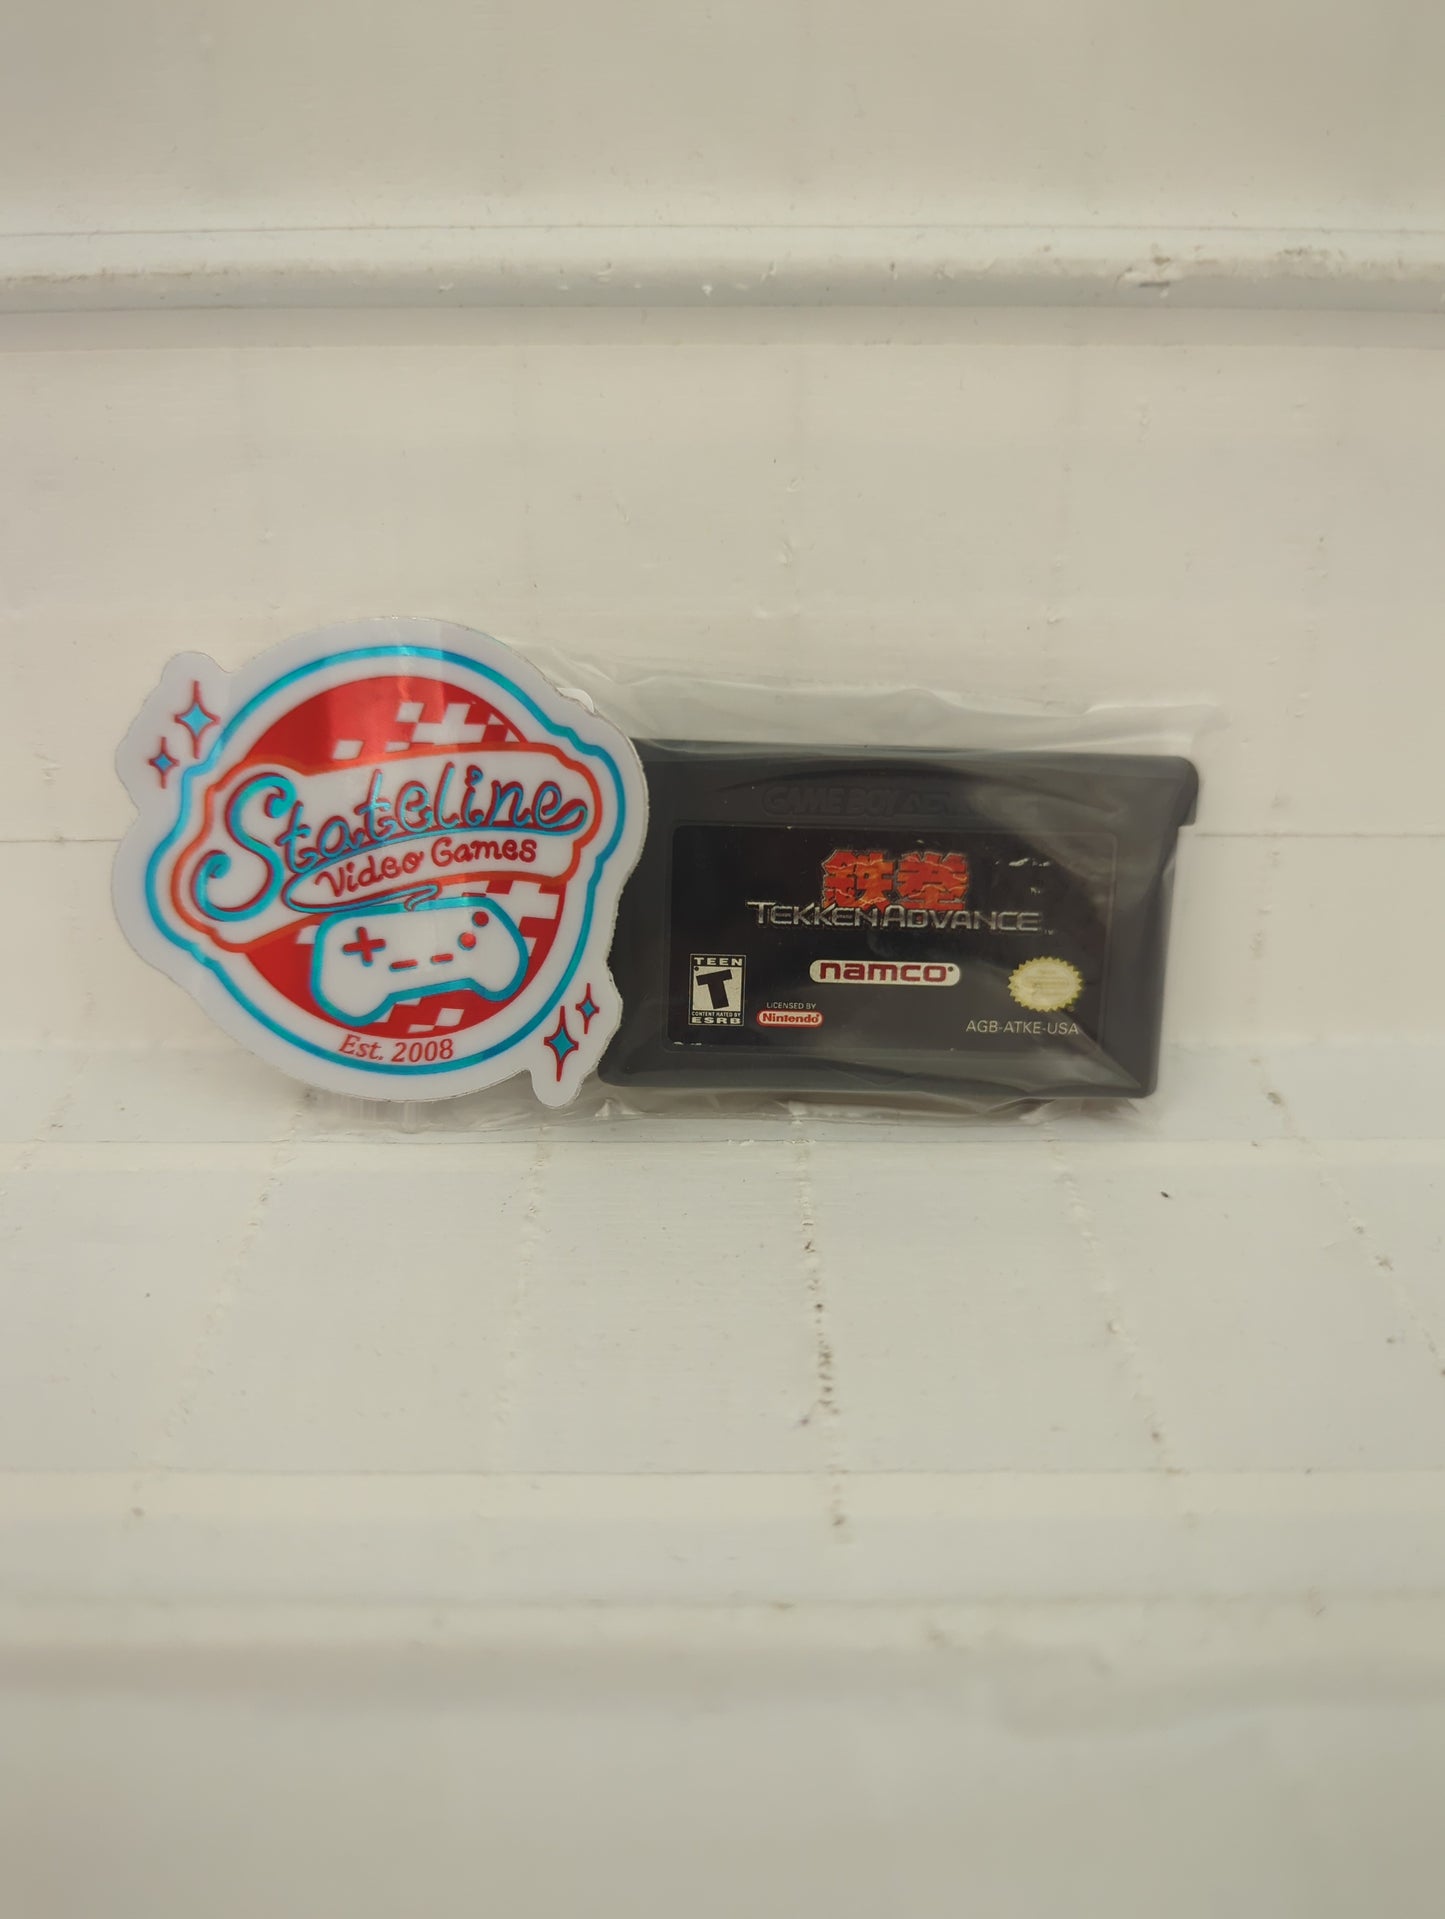 Stateline
Video Games
Est. 2008
GAME BOY
鉄拳
TEKKEN ADVANCE
TM
namco
TEEN
T
CONTENT RATED BY
ESRB
LICENSED BY
Nintendo
AGB-ATKE-USA